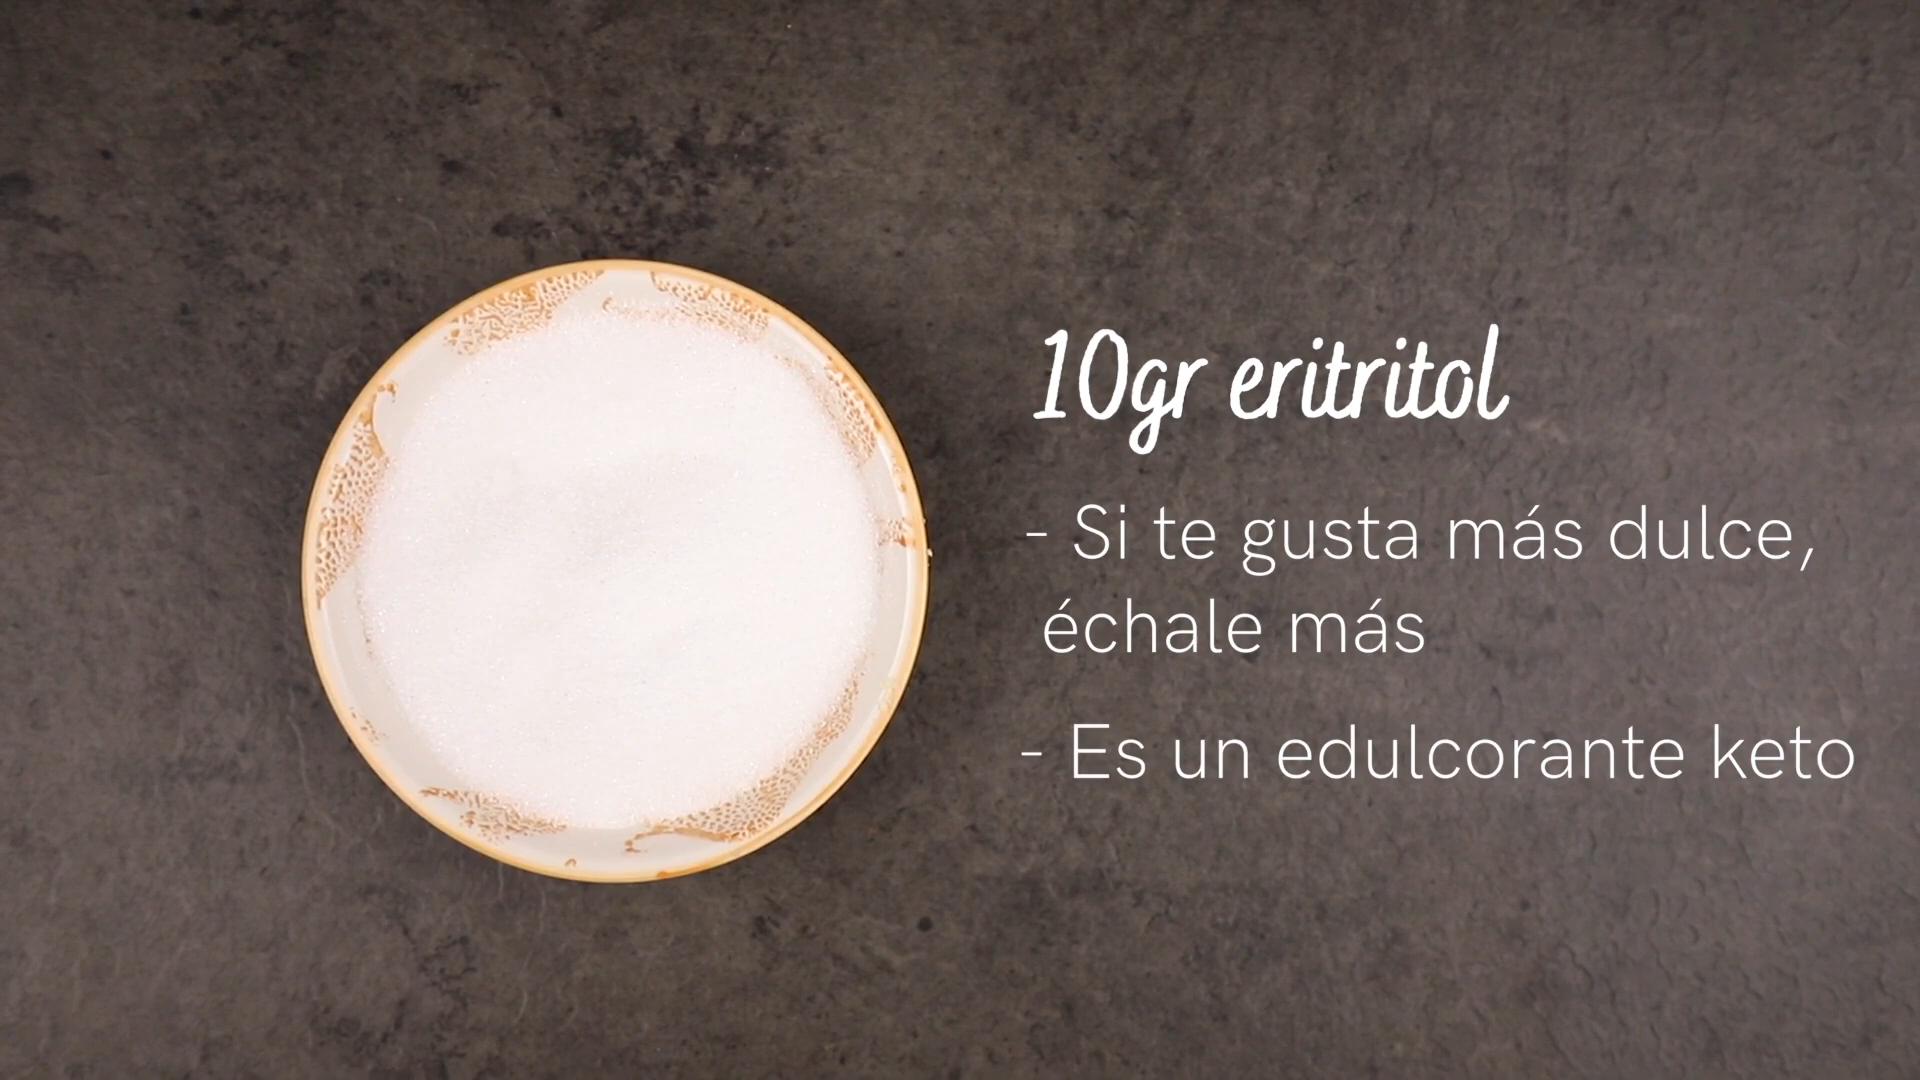 10gr eritritol
- Si te gusta más dulce,
échale más
- Es un edulcorante keto